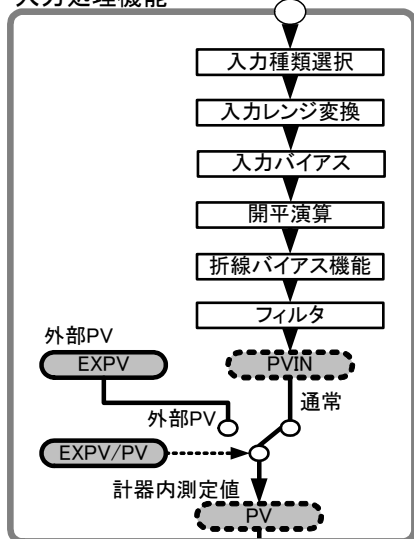 入力処理機能
入力種類選択
入力レンジ変換
入力バイアス
開平演算
折線バイアス機能
フィルタ
外部PV
EXPV
PVIN
通常
外部PV
EXPV/PV
計器内測定値
PV